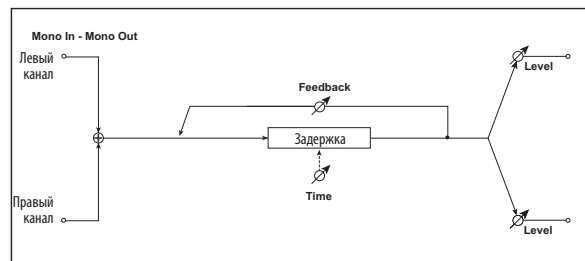 Mono In - Mono Out
Левый
канал
Level
Feedback
Задержка
Time
Правый
канал
Level